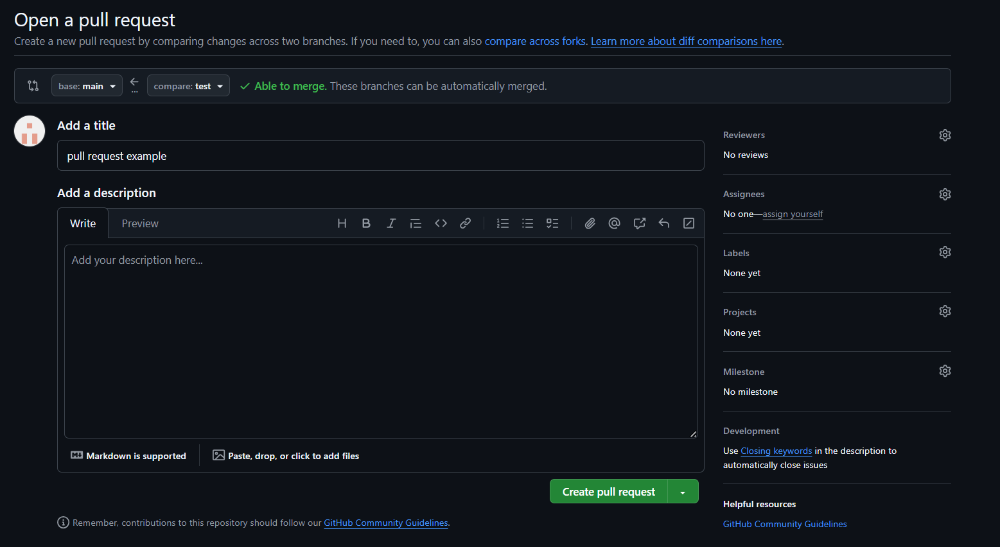 Open a pull request
Create a new pull request by comparing changes across two branches. If you need to, you can also compare across forks. Learn more about diff comparisons here.
base: main
...
compare: test
Able to merge. These branches can be automatically merged.
Add a title
pull request example
Add a description
Write
Preview
Add your description here...
Markdown is supported
Paste, drop, or click to add files
Create pull request
Remember, contributions to this repository should follow our GitHub Community Guidelines.
Reviewers
No reviews
Assignees
No one—assign yourself
Labels
None yet
Projects
None yet
Milestone
No milestone
Development
Use Closing keywords in the description to
automatically close issues
Helpful resources
GitHub Community Guidelines